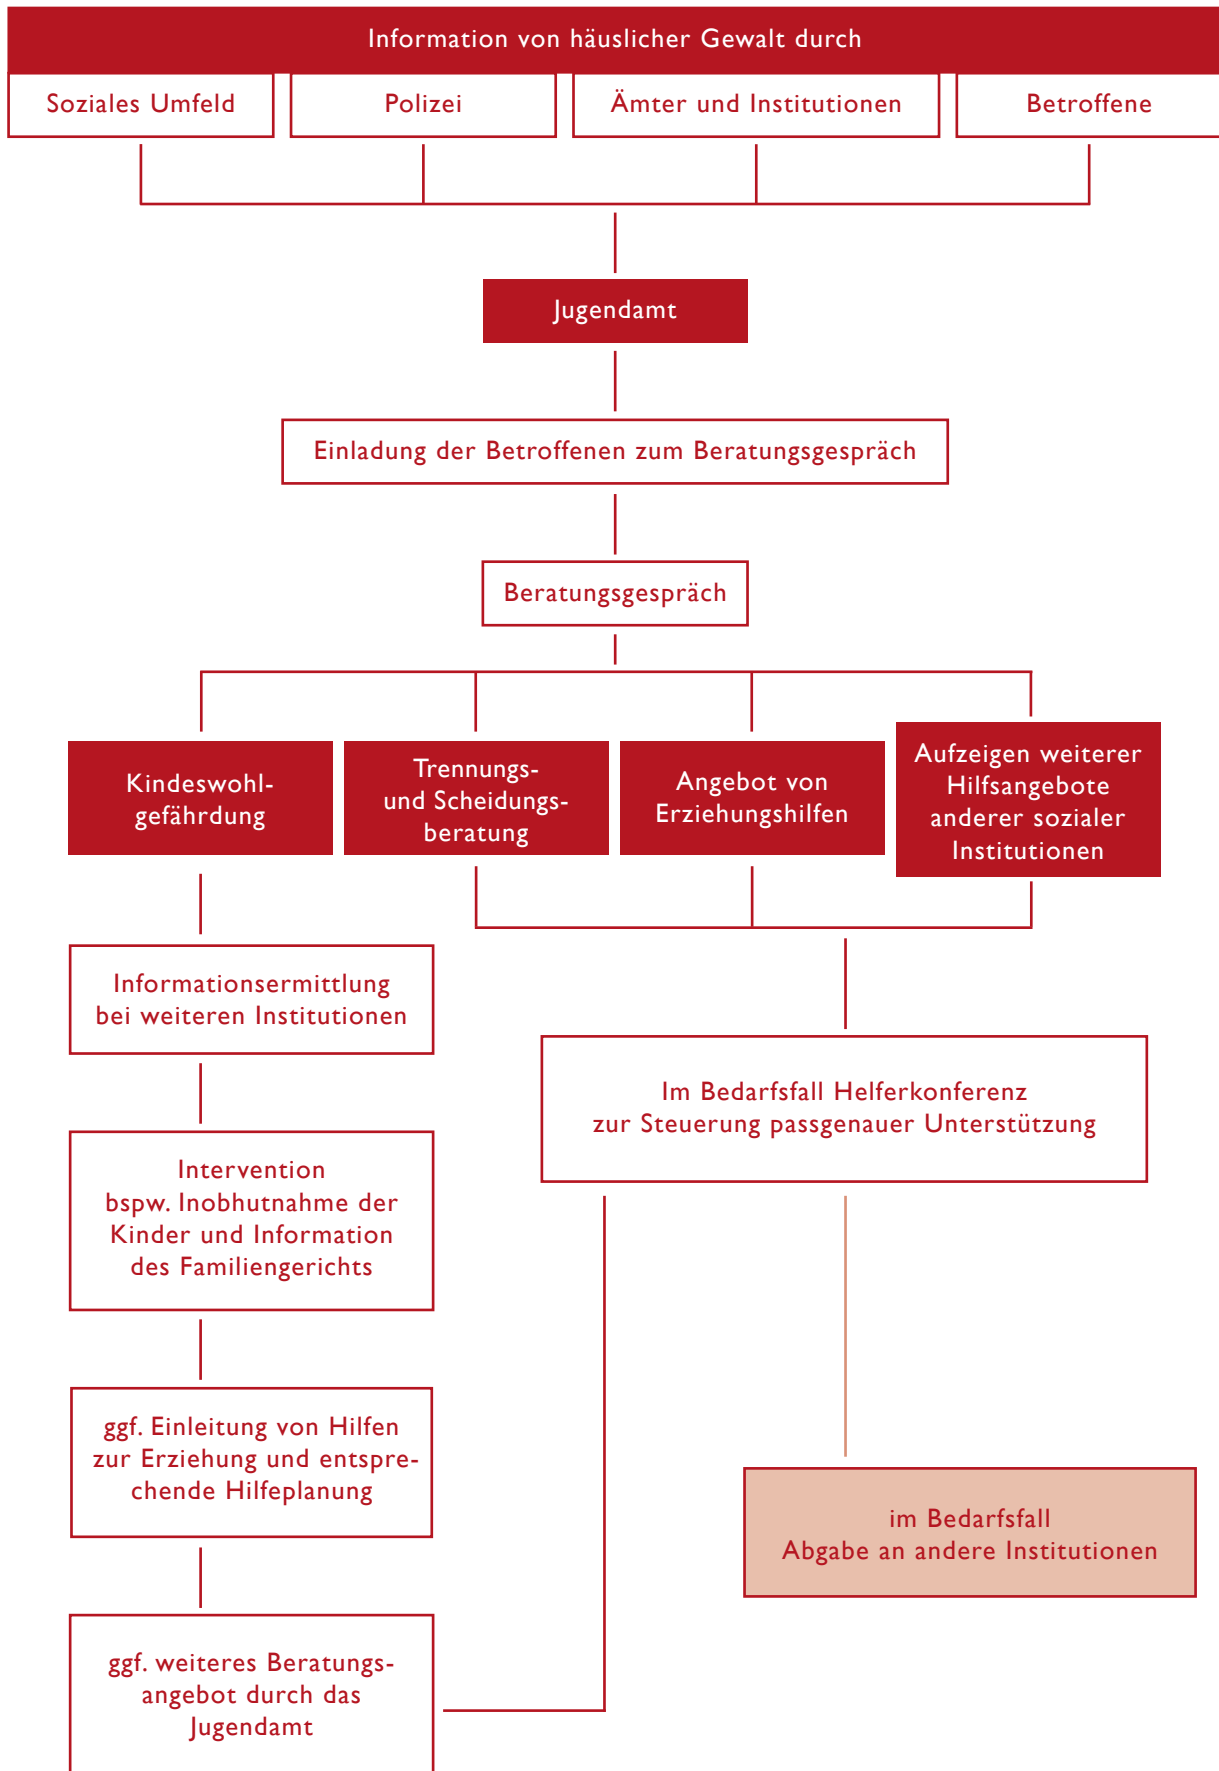 Information von häuslicher Gewalt durch
Soziales Umfeld
Polizei
Ämter und Institutionen
Betroffene
Jugendamt
Einladung der Betroffenen zum Beratungsgespräch
Beratungsgespräch
Kindeswohl-
gefährdung
Trennungs-
und Scheidungs-
beratung
Angebot von
Erziehungshilfen
Aufzeigen weiterer
Hilfsangebote
anderer sozialer
Institutionen
Informationsermittlung
bei weiteren Institutionen
Im Bedarfsfall Helferkonferenz
zur Steuerung passgenauer Unterstützung
Intervention
bspw. Inobhutnahme der
Kinder und Information
des Familiengerichts
ggf. Einleitung von Hilfen
zur Erziehung und entspre-
chende Hilfeplanung
im Bedarfsfall
Abgabe an andere Institutionen
ggf. weiteres Beratungs-
angebot durch das
Jugendamt